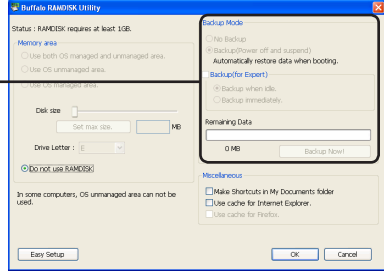 Buffalo RAMDISK Utility
Status : RAMDISK requires at least 1GB.
Memory area
Use both OS managed and unmanaged area.
Use OS unmanaged area.
Use OS managed area.
Disk size
Set max size.
MB
Drive Letter :
E
Do not use RAMDISK
In some computers, OS unmanaged area can not be
used.
Easy Setup
Backup Mode
No Backup
Backup(Power off and suspend)
Automatically restore data when booting.
Backup(for Expert)
Backup when idle.
Backup immediately.
Remaining Data
0 MB
Backup Now!
Miscellaneous
Make Shortcuts in My Documents folder
Use cache for Internet Explorer.
Use cache for Firefox.
OK
Cancel